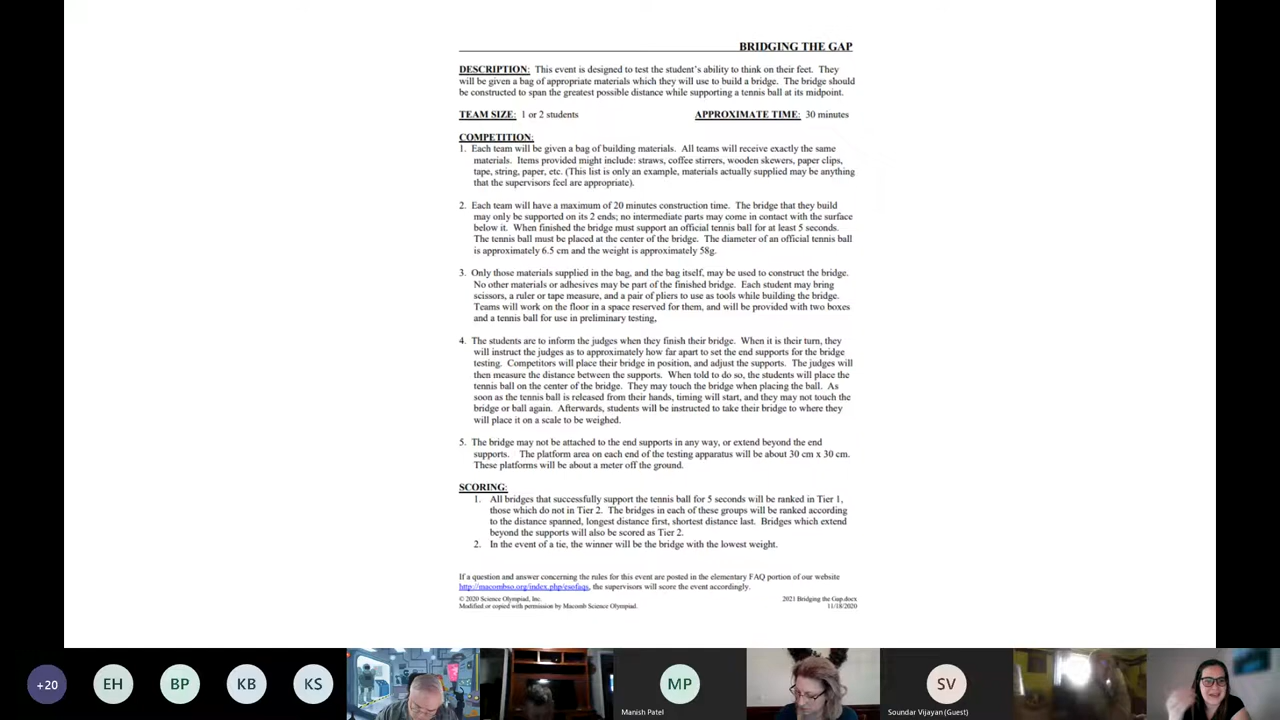 BRIDGING THE GAP
DESCRIPTION: This event is designed to test the student's ability to think on their feet. They
will be given a bag of appropriate materials which they will use to build a bridge. The bridge should
be constructed to span the greatest possible distance while supporting a tennis ball at its midpoint.
TEAM SIZE: 1 or 2 students APPROXIMATE TIME: 30 minutes
COMPETITION:
1. Each team will be given a bag of building materials. All teams will receive exactly the same
materials. Items provided might include: straws, coffee stirrers, wooden skewers, paper clips,
tape, string, paper, etc. (This list is only an example, materials actually supplied may be anything
that the supervisors feel are appropriate).
2. Each team will have a maximum of 20 minutes construction time. The bridge that they build
may only be supported on its 2 ends; no intermediate parts may come in contact with the surface
below it. When finished the bridge must support an official tennis ball for at least 5 seconds.
The tennis ball must be placed at the center of the bridge. The diameter of an official tennis ball
is approximately 6.5 cm and the weight is approximately 58g.
3. Only those materials supplied in the bag, and the bag itself, may be used to construct the bridge.
No other materials or adhesives may be part of the finished bridge. Each student may bring
scissors, a ruler or tape measure, and a pair of pliers to use as tools while building the bridge.
Teams will work on the floor in a space reserved for them, and will be provided with two boxes
and a tennis ball for use in preliminary testing,
4. The students are to inform the judges when they finish their bridge. When it is their turn, they
will instruct the judges as to approximately how far apart to set the end supports for the bridge
testing. Competitors will place their bridge in position, and adjust the supports. The judges will
then measure the distance between the supports. When told to do so, the students will place the
tennis ball on the center of the bridge. They may touch the bridge when placing the ball. As
soon as the tennis ball is released from their hands, timing will start, and they may not touch the
bridge or ball again. Afterwards, students will be instructed to take their bridge to where they
will place it on a scale to be weighed.
5. The bridge may not be attached to the end supports in any way, or extend beyond the end
supports. The platform area on each end of the testing apparatus will be about 30 cm x 30 cm.
These platforms will be about a meter off the ground.
SCORING:
1. All bridges that successfully support the tennis ball for 5 seconds will be ranked in Tier 1,
those which do not in Tier 2. The bridges in each of these groups will be ranked according
to the distance spanned, longest distance first, shortest distance last. Bridges which extend
beyond the supports will also be scored as Tier 2.
2. In the event of a tie, the winner will be the bridge with the lowest weight.
If a question and answer concerning the rules for this event are posted in the elementary FAQ portion of our website
http://macombso.org/index.php/esofaqs, the supervisors will score the event accordingly.
© 2020 Science Olympiad, Inc. 2021 Bridging the Gap.docx
Modified or copied with permission by Macomb Science Olympiad. 11/18/2020
+20 EH BP KB KS MP SV
Manish Patel Soundar Vijayan (Guest)